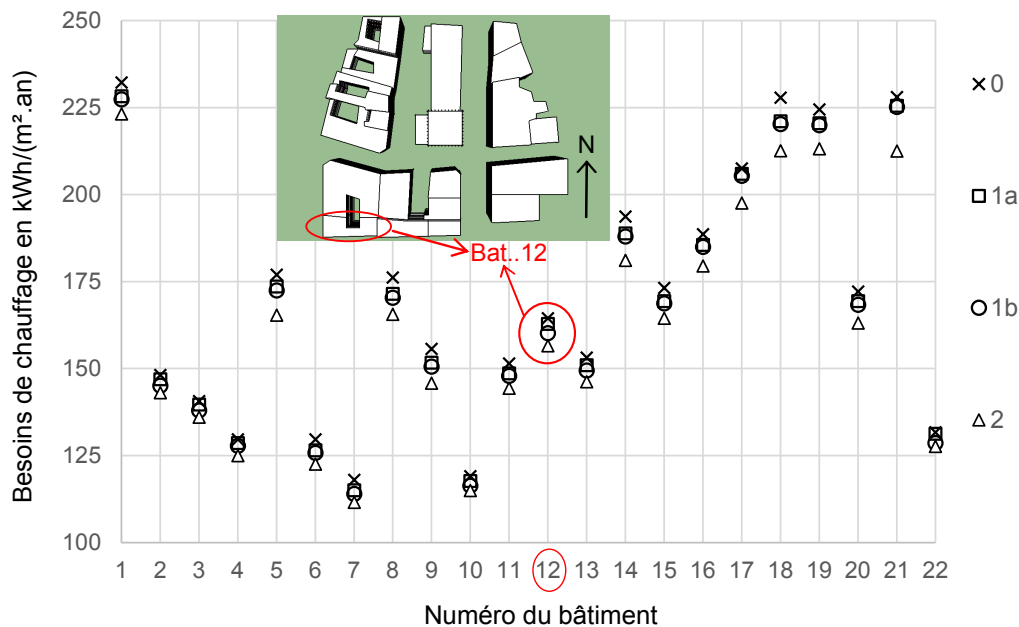 Besoins de chauffage en kWh/(m².an)
250
225
200
175
150
125
100
N
Bat..12
0
1a
1b
2
1 2 3 4 5 6 7 8 9 10 11 12 13 14 15 16 17 18 19 20 21 22
Numéro du bâtiment